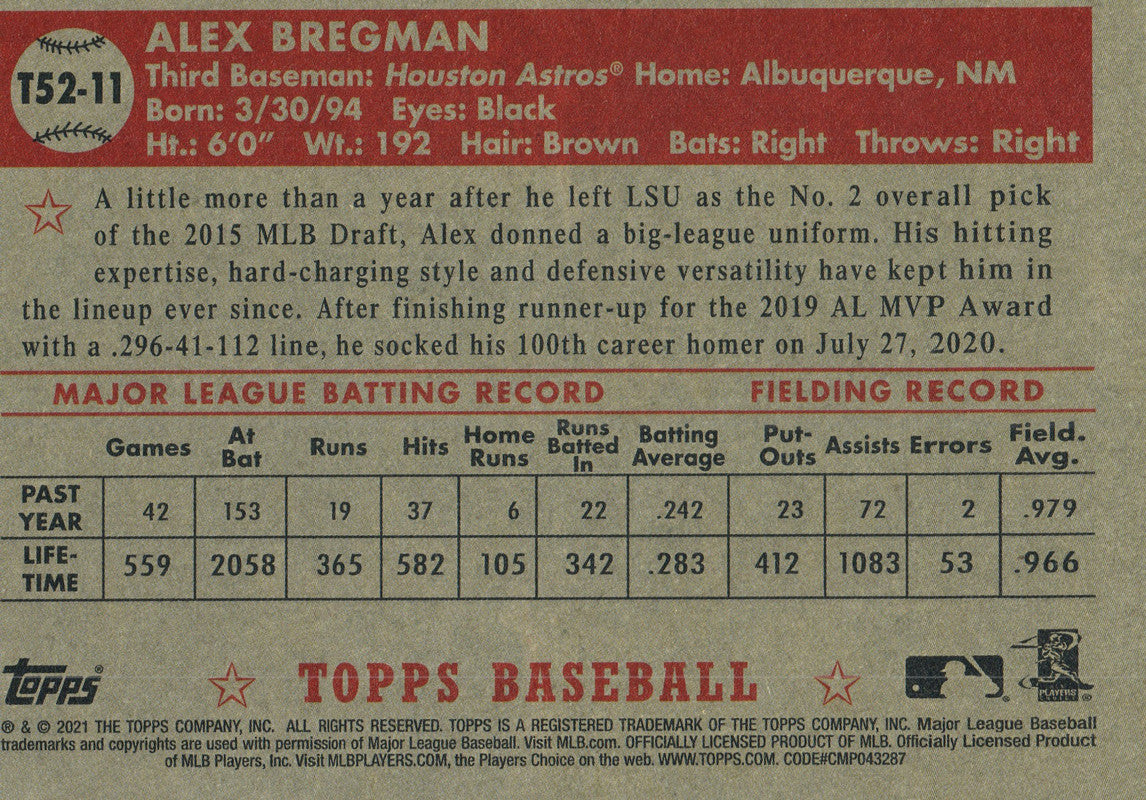 T52-11
ALEX BREGMAN
Third Baseman: Houston Astros® Home: Albuquerque, NM
Born: 3/30/94 Eyes: Black
Ht.: 6'0" Wt.: 192 Hair: Brown Bats: Right Throws: Right
A little more than a year after he left LSU as the No. 2 overall pick
of the 2015 MLB Draft, Alex donned a big-league uniform. His hitting
expertise, hard-charging style and defensive versatility have kept him in
the lineup ever since. After finishing runner-up for the 2019 AL MVP Award
with a .296-41-112 line, he socked his 100th career homer on July 27, 2020.
MAJOR LEAGUE BATTING RECORD FIELDING RECORD
Games At Bat Runs Hits Home Runs Runs Batted In Batting Average Put-Outs Assists Errors Field. Avg.
PAST YEAR 42 153 19 37 6 22 .242 23 72 2 .979
LIFE-TIME 559 2058 365 582 105 342 .283 412 1083 53 .966
Topps® TOPPS BASEBALL ® PLAYERS CHOICE ®
® & © 2021 THE TOPPS COMPANY, INC. ALL RIGHTS RESERVED. TOPPS IS A REGISTERED TRADEMARK OF THE TOPPS COMPANY, INC. Major League Baseball
trademarks and copyrights are used with permission of Major League Baseball. Visit MLB.com. OFFICIALLY LICENSED PRODUCT OF MLB. Officially Licensed Product
of MLB Players, Inc. Visit MLBPLAYERS.COM, the Players Choice on the web. WWW.TOPPS.COM. CODE#CMP043287